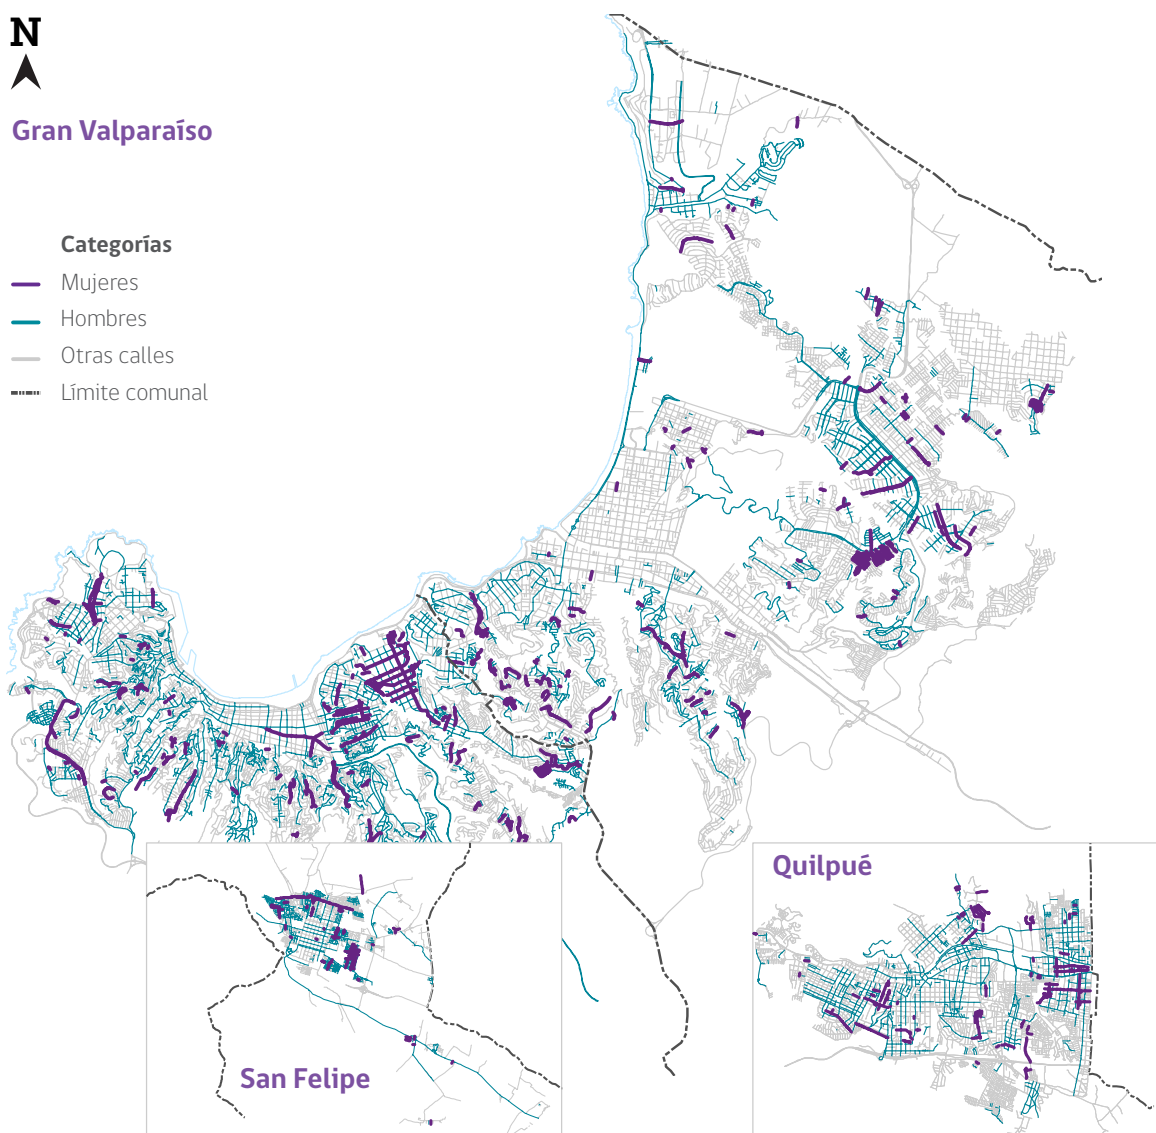 N
Gran Valparaíso
Categorías
Mujeres
Hombres
Otras calles
Límite comunal
Quilpué
San Felipe